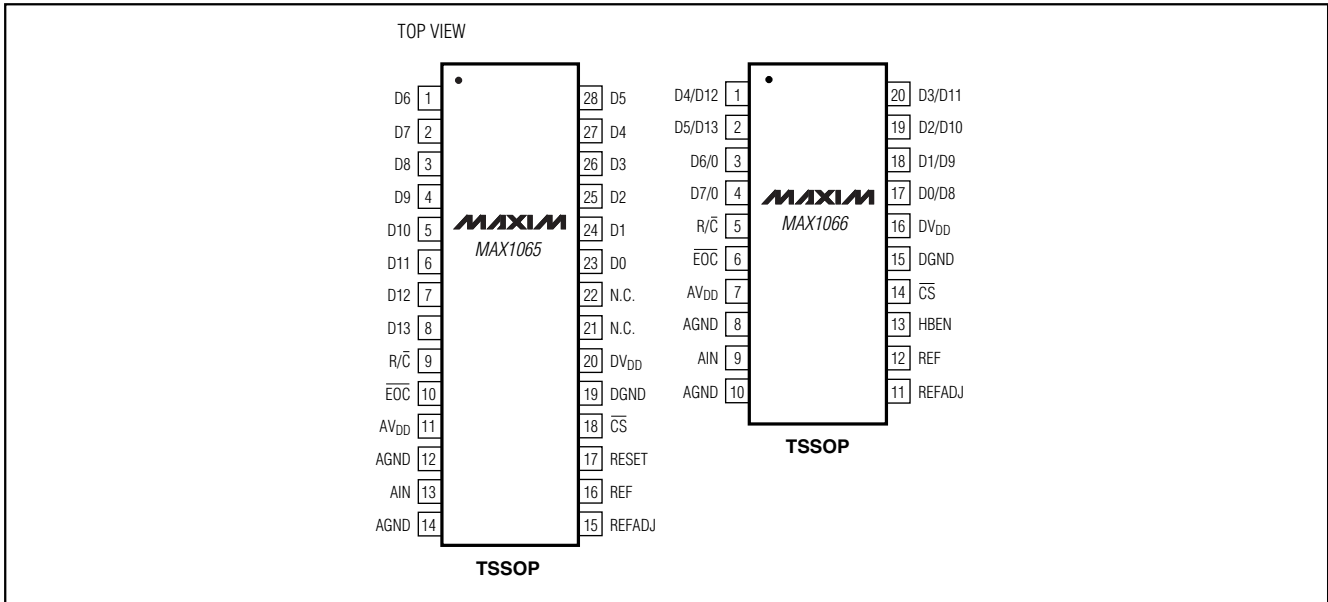 TOP VIEW
D6 1 28 D5
D7 2 27 D4
D8 3 26 D3
D9 4 25 D2
D10 5 24 D1
D11 6 23 D0
D12 7 22 N.C.
D13 8 21 N.C.
R/C̅ 9 20 DVDD
E̅O̅C̅ 10 19 DGND
AVDD 11 18 C̅S̅
AGND 12 17 RESET
AIN 13 16 REF
AGND 14 15 REFADJ
MAXIM
MAX1065
TSSOP
D4/D12 1 20 D3/D11
D5/D13 2 19 D2/D10
D6/0 3 18 D1/D9
D7/0 4 17 D0/D8
R/C̅ 5 16 DVDD
E̅O̅C̅ 6 15 DGND
AVDD 7 14 C̅S̅
AGND 8 13 HBEN
AIN 9 12 REF
AGND 10 11 REFADJ
MAXIM
MAX1066
TSSOP